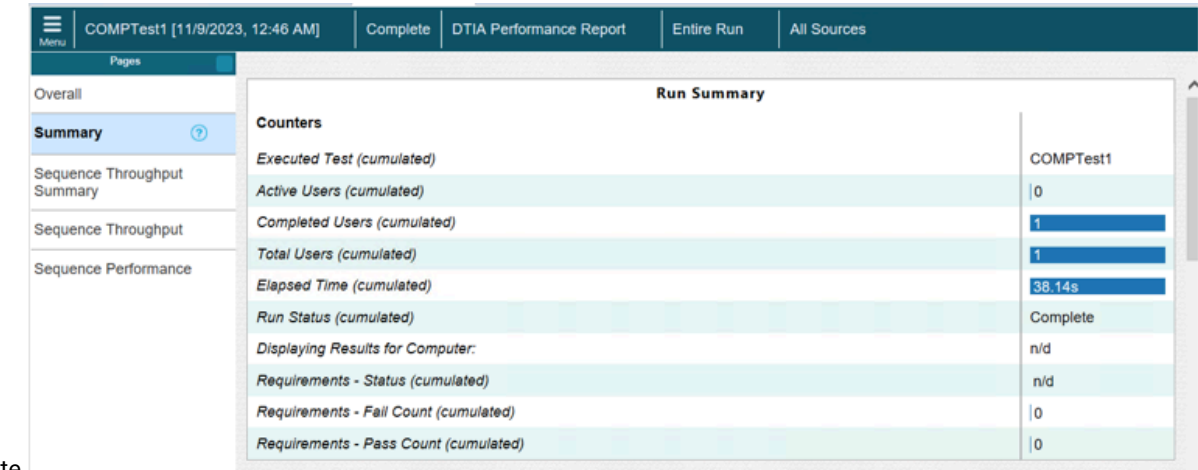 COMPTest1 [11/9/2023, 12:46 AM] Complete DTIA Performance Report Entire Run All Sources
Menu
Pages
Overall
Summary ?
Sequence Throughput
Summary
Sequence Throughput
Sequence Performance
Run Summary
Counters
Executed Test (cumulated) COMPTest1
Active Users (cumulated) 0
Completed Users (cumulated) 1
Total Users (cumulated) 1
Elapsed Time (cumulated) 38.14s
Run Status (cumulated) Complete
Displaying Results for Computer: n/d
Requirements - Status (cumulated) n/d
Requirements - Fail Count (cumulated) 0
Requirements - Pass Count (cumulated) 0
te